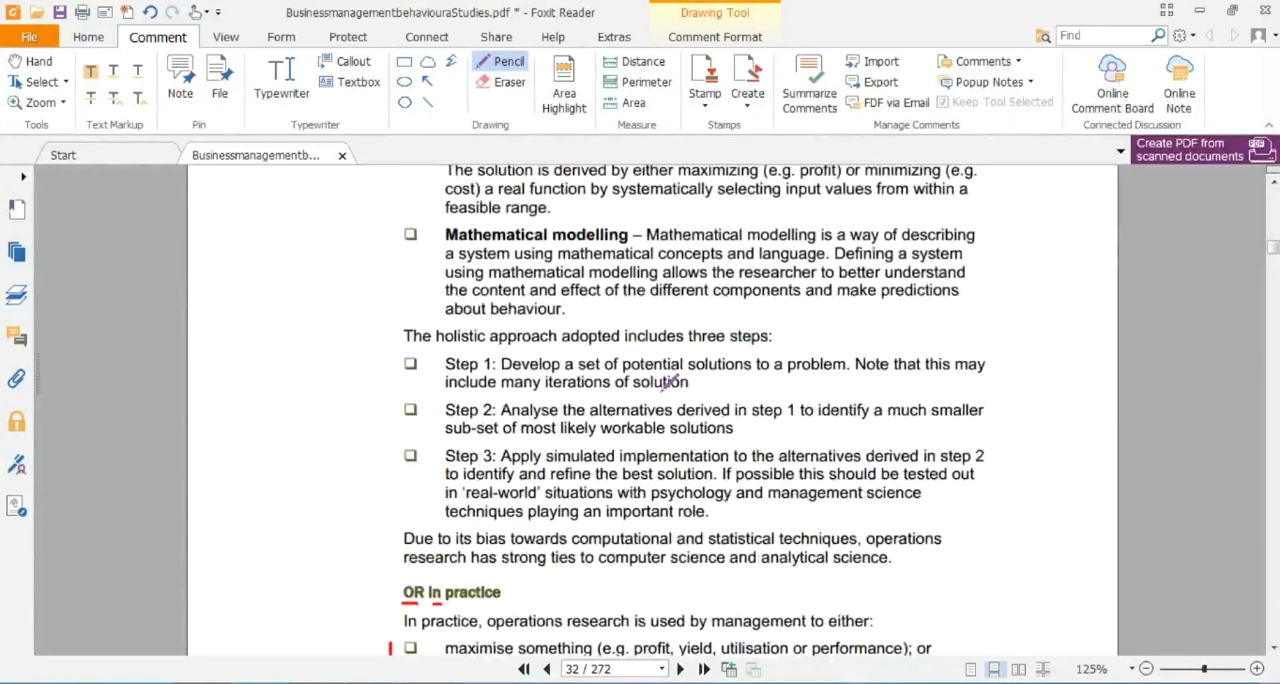 BusinessmanagementbehaviouraStudies.pdf * - Foxit Reader
Drawing Tool
File Home Comment View Form Protect Connect Share Help Extras Comment Format
Find
Hand
Select
Zoom
Tools
Text Markup
Note
File
Pin
Typewriter
Callout
Textbox
Typewriter
Pencil
Eraser
Drawing
Area
Highlight
Distance
Perimeter
Area
Measure
Stamp
Create
Stamps
Summarize
Comments
Import
Export
FDF via Email
Comments
Popup Notes
Keep Tool Selected
Manage Comments
Online
Comment Board
Online
Note
Connected Discussion
Start
Businessmanagementb...
Create PDF from
scanned documents
PDF
The solution is derived by either maximizing (e.g. profit) or minimizing (e.g.
cost) a real function by systematically selecting input values from within a
feasible range.
Mathematical modelling – Mathematical modelling is a way of describing
a system using mathematical concepts and language. Defining a system
using mathematical modelling allows the researcher to better understand
the content and effect of the different components and make predictions
about behaviour.
The holistic approach adopted includes three steps:
Step 1: Develop a set of potential solutions to a problem. Note that this may
include many iterations of solution
Step 2: Analyse the alternatives derived in step 1 to identify a much smaller
sub-set of most likely workable solutions
Step 3: Apply simulated implementation to the alternatives derived in step 2
to identify and refine the best solution. If possible this should be tested out
in 'real-world' situations with psychology and management science
techniques playing an important role.
Due to its bias towards computational and statistical techniques, operations
research has strong ties to computer science and analytical science.
OR In practice
In practice, operations research is used by management to either:
maximise something (e.g. profit, yield, utilisation or performance); or
32 / 272
125%